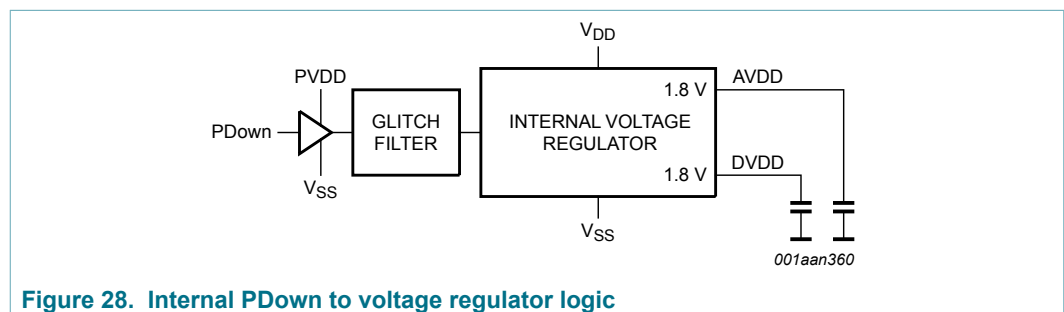 VDD
PVDD
AVDD
1.8 V
PDown
GLITCH
FILTER
INTERNAL VOLTAGE
REGULATOR
DVDD
1.8 V
VSS
VSS
001aan360
Figure 28. Internal PDown to voltage regulator logic